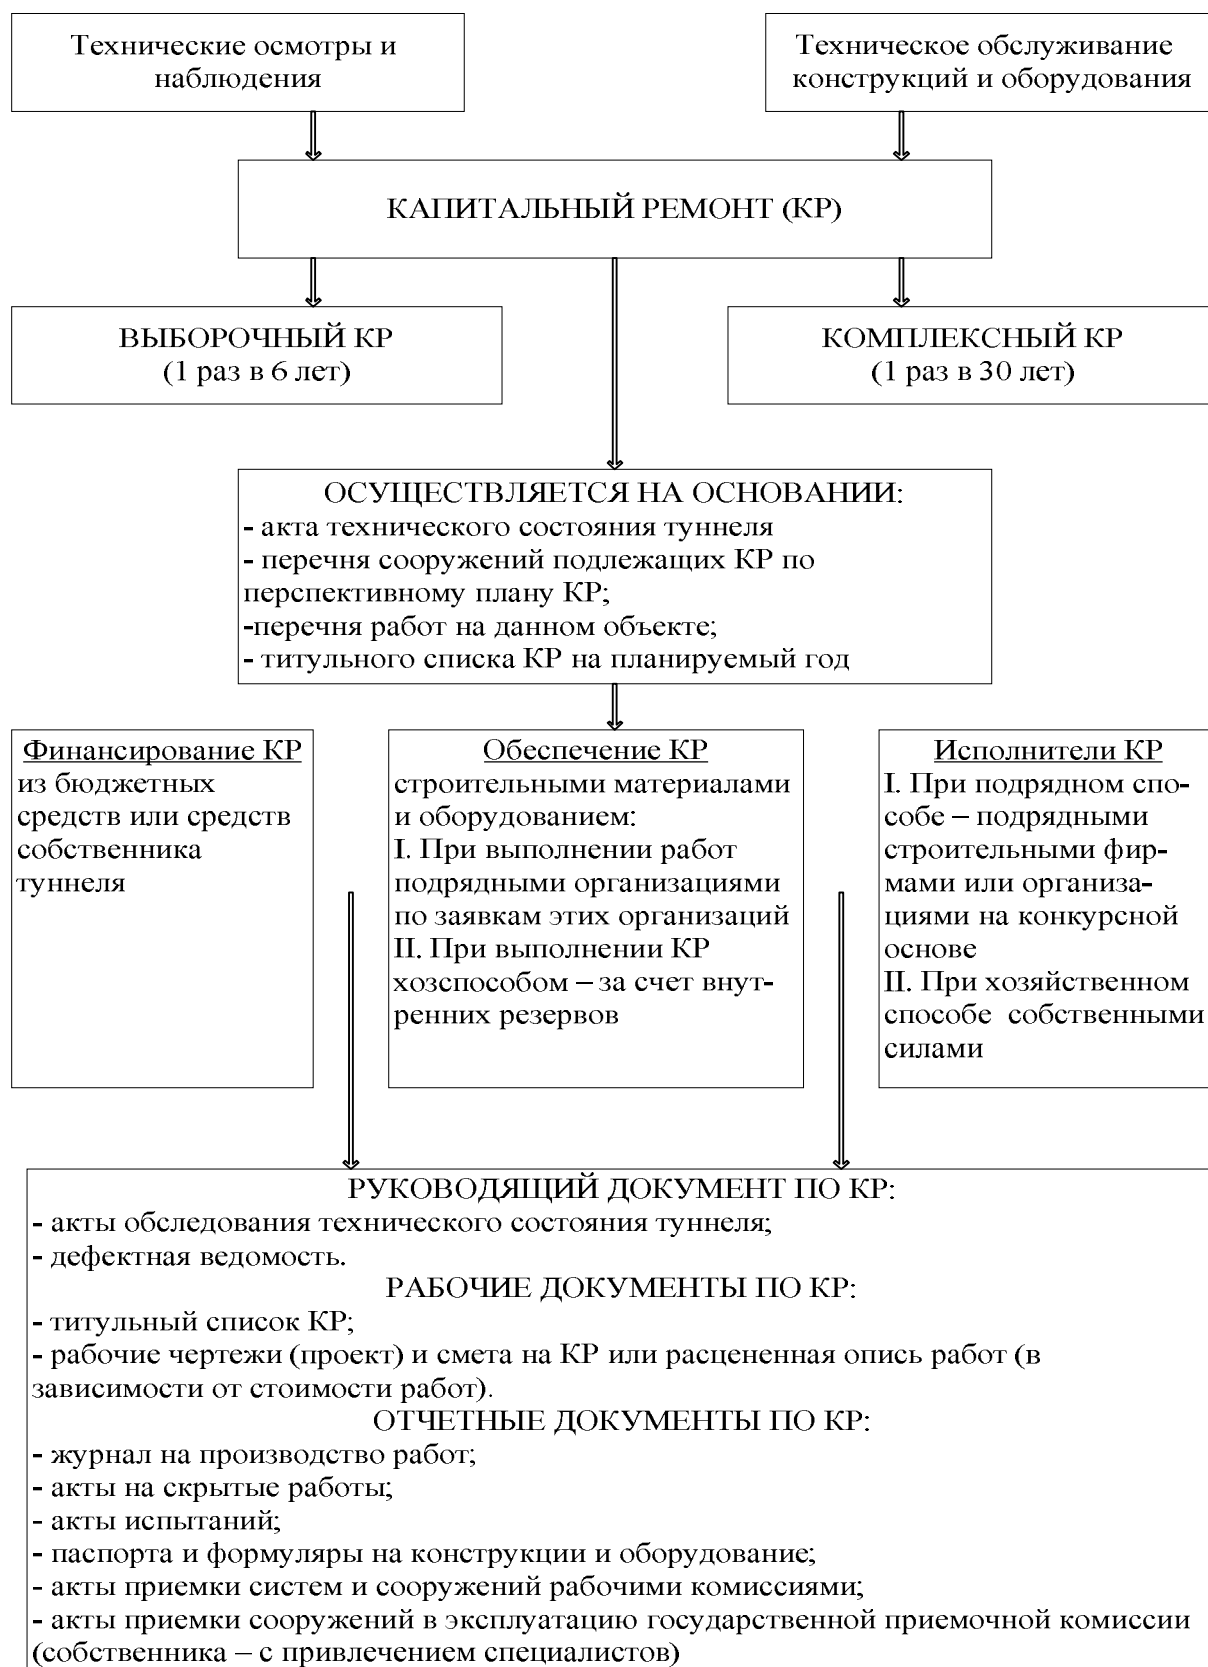 Технические осмотры и
наблюдения
Техническое обслуживание
конструкций и оборудования
КАПИТАЛЬНЫЙ РЕМОНТ (КР)
ВЫБОРОЧНЫЙ КР
(1 раз в 6 лет)
КОМПЛЕКСНЫЙ КР
(1 раз в 30 лет)
ОСУЩЕСТВЛЯЕТСЯ НА ОСНОВАНИИ:
- акта технического состояния туннеля
- перечня сооружений подлежащих КР по
перспективному плану КР;
-перечня работ на данном объекте;
- титульного списка КР на планируемый год
Финансирование КР
из бюджетных
средств или средств
собственника
туннеля
Обеспечение КР
строительными материалами
и оборудованием:
I. При выполнении работ
подрядными организациями
по заявкам этих организаций
II. При выполнении КР
хозспособом – за счет внут-
ренних резервов
Исполнители КР
I. При подрядном спо-
собе – подрядными
строительными фир-
мами или организа-
циями на конкурсной
основе
II. При хозяйственном
способе собственными
силами
РУКОВОДЯЩИЙ ДОКУМЕНТ ПО КР:
- акты обследования технического состояния туннеля;
- дефектная ведомость.
РАБОЧИЕ ДОКУМЕНТЫ ПО КР:
- титульный список КР;
- рабочие чертежи (проект) и смета на КР или расцененная опись работ (в
зависимости от стоимости работ).
ОТЧЕТНЫЕ ДОКУМЕНТЫ ПО КР:
- журнал на производство работ;
- акты на скрытые работы;
- акты испытаний;
- паспорта и формуляры на конструкции и оборудование;
- акты приемки систем и сооружений рабочими комиссиями;
- акты приемки сооружений в эксплуатацию государственной приемочной комиссии
(собственника – с привлечением специалистов)